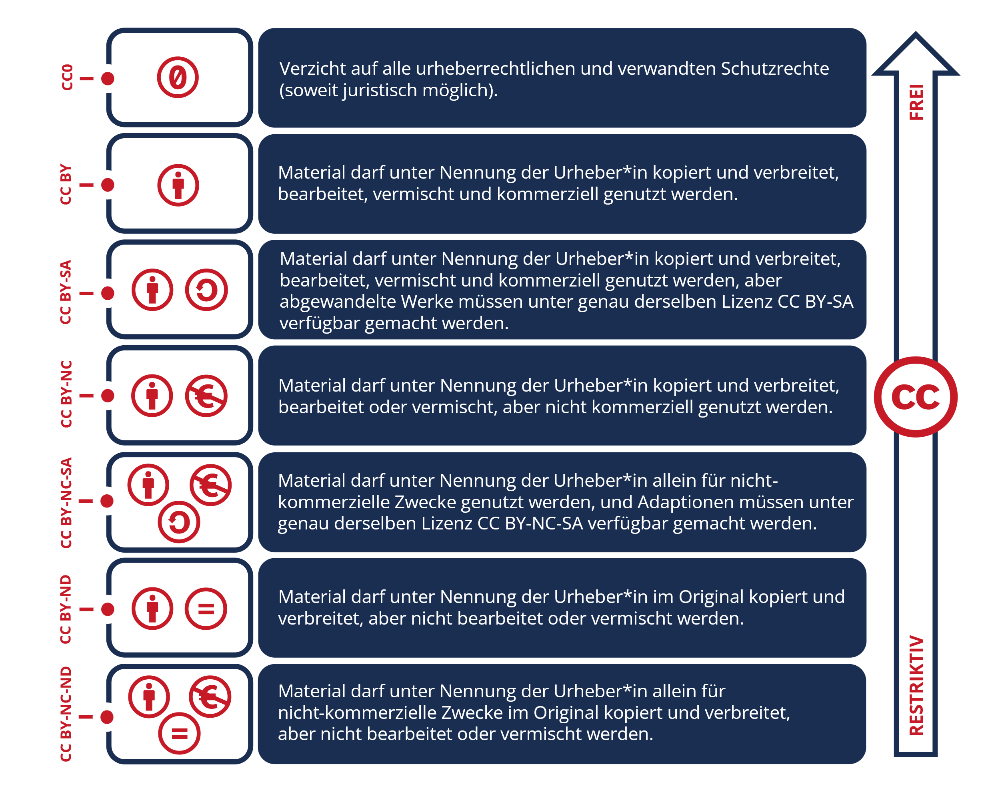 CC0
0
Verzicht auf alle urheberrechtlichen und verwandten Schutzrechte
(soweit juristisch möglich).
CC BY
Material darf unter Nennung der Urheber*in kopiert und verbreitet,
bearbeitet, vermischt und kommerziell genutzt werden.
CC BY-SA
Material darf unter Nennung der Urheber*in kopiert und verbreitet,
bearbeitet, vermischt und kommerziell genutzt werden, aber
abgewandelte Werke müssen unter genau derselben Lizenz CC BY-SA
verfügbar gemacht werden.
CC BY-NC
€
Material darf unter Nennung der Urheber*in kopiert und verbreitet,
bearbeitet oder vermischt, aber nicht kommerziell genutzt werden.
CC BY-NC-SA
€
Material darf unter Nennung der Urheber*in allein für nicht-
kommerzielle Zwecke genutzt werden, und Adaptionen müssen unter
genau derselben Lizenz CC BY-NC-SA verfügbar gemacht werden.
CC BY-ND
=
Material darf unter Nennung der Urheber*in im Original kopiert und
verbreitet, aber nicht bearbeitet oder vermischt werden.
CC BY-NC-ND
€
=
Material darf unter Nennung der Urheber*in allein für
nicht-kommerzielle Zwecke im Original kopiert und verbreitet,
aber nicht bearbeitet oder vermischt werden.
FREI
CC
RESTRIKTIV